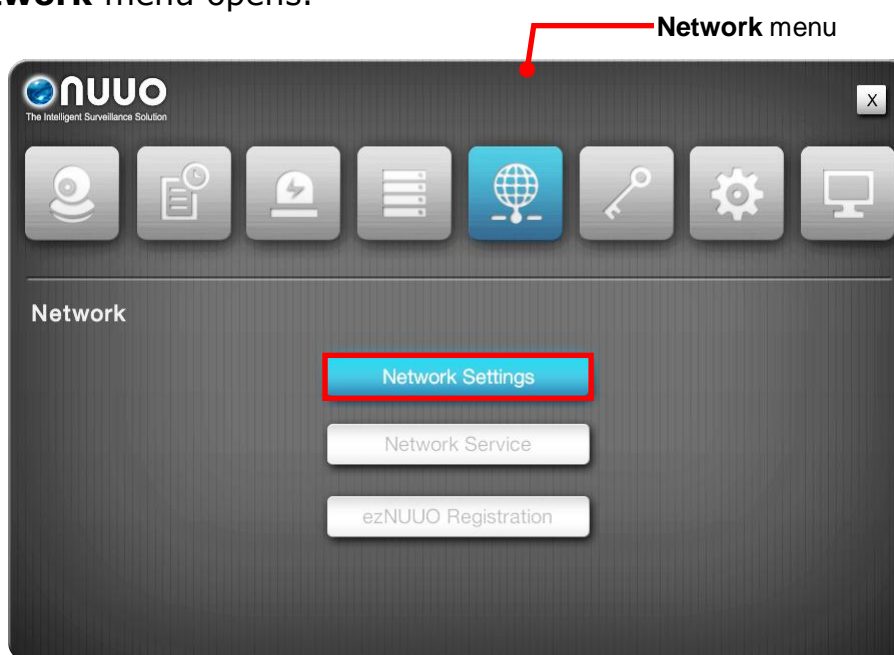 work menu opens.
Network menu
nuuo
The Intelligent Surveillance Solution
X
Network
Network Settings
Network Service
ezNUUO Registration